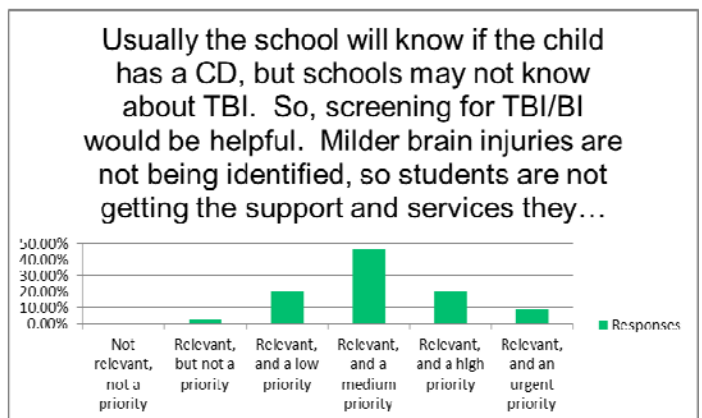 Usually the school will know if the child
has a CD, but schools may not know
about TBI. So, screening for TBI/BI
would be helpful. Milder brain injuries are
not being identified, so students are not
getting the support and services they…
50.00%
40.00%
30.00%
20.00%
10.00%
0.00%
Not relevant, not a priority
Relevant, but not a priority
Relevant, and a low priority
Relevant, and a medium priority
Relevant, and a high priority
Relevant, and an urgent priority
Responses